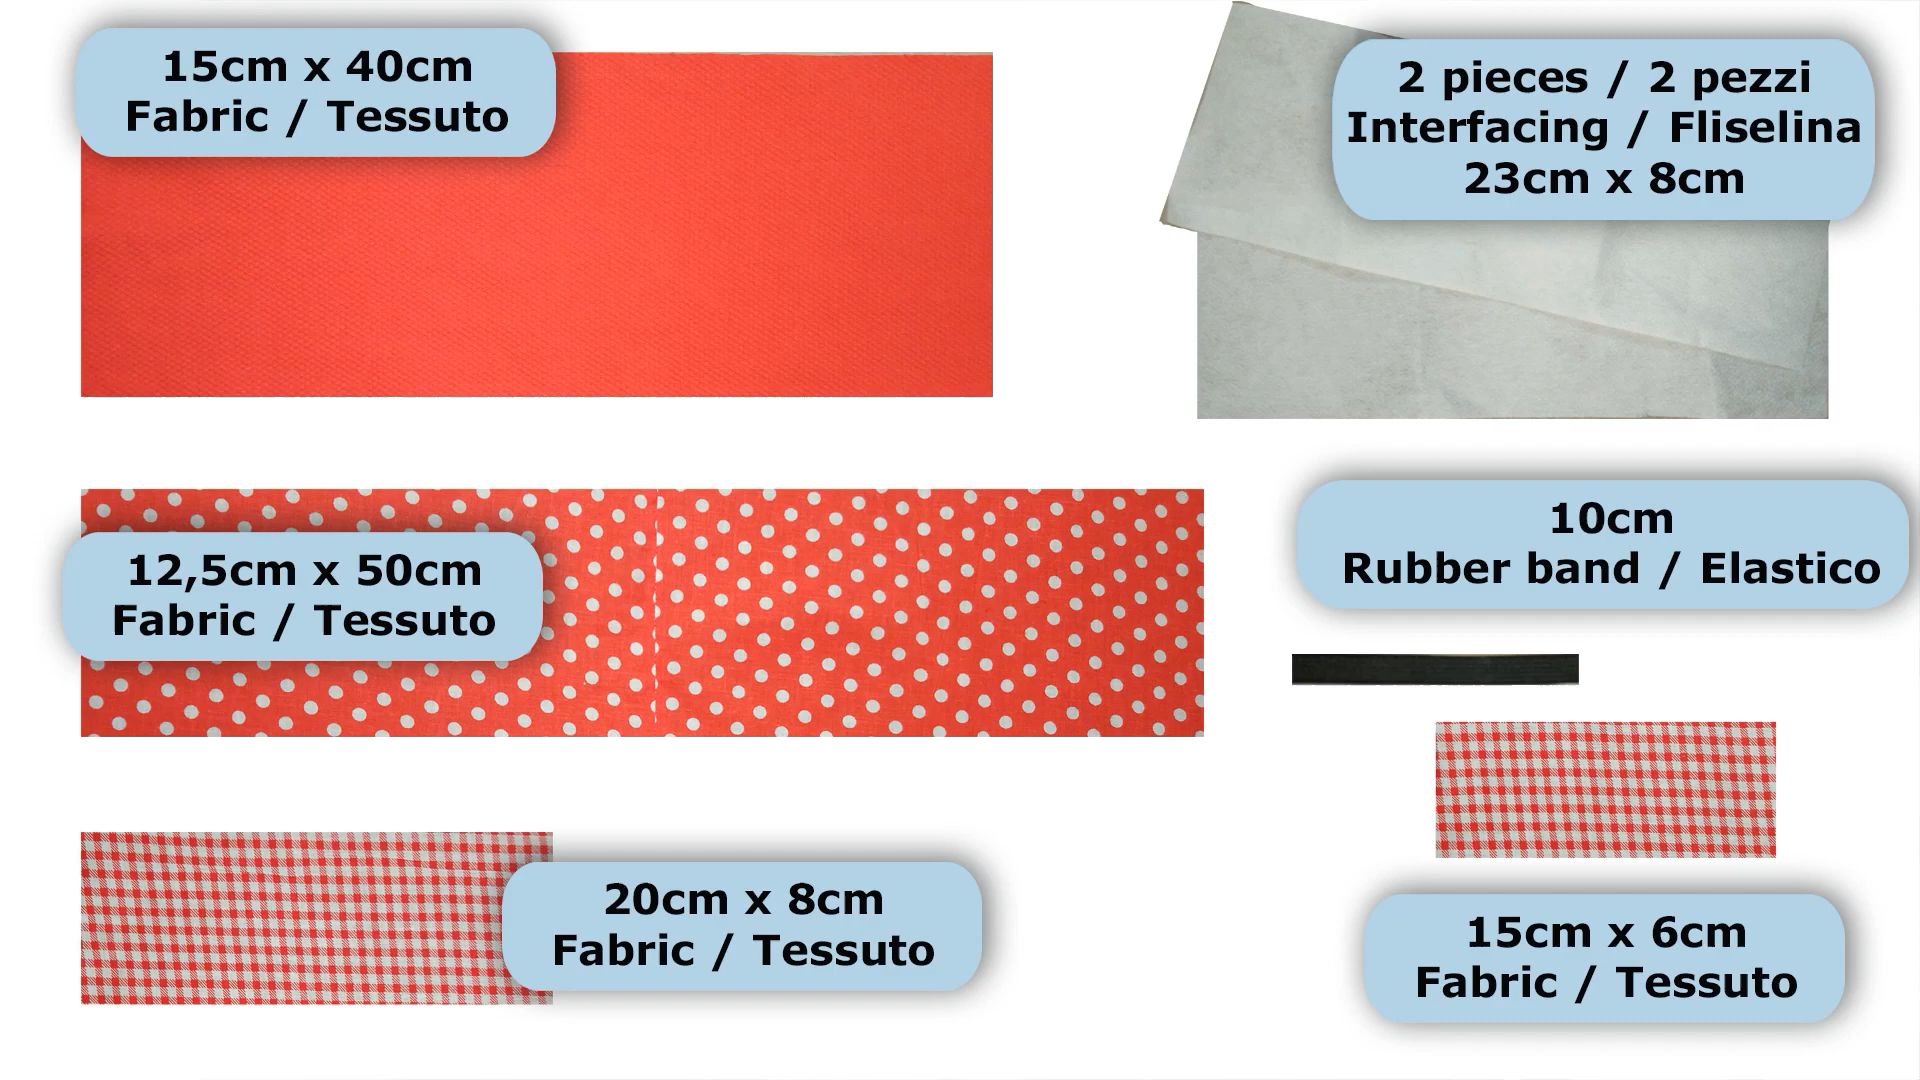 15cm x 40cm
Fabric / Tessuto
2 pieces / 2 pezzi
Interfacing / Fliselina
23cm x 8cm
12,5cm x 50cm
Fabric / Tessuto
10cm
Rubber band / Elastico
20cm x 8cm
Fabric / Tessuto
15cm x 6cm
Fabric / Tessuto